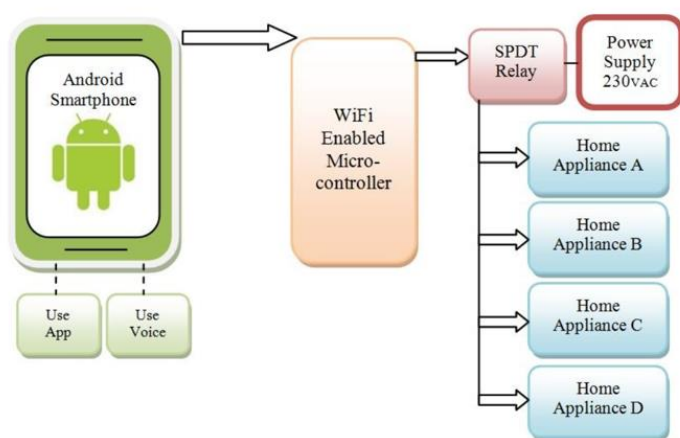 Android
Smartphone
Use
App
Use
Voice
WiFi
Enabled
Micro-
controller
SPDT
Relay
Power
Supply
230VAC
Home
Appliance A
Home
Appliance B
Home
Appliance C
Home
Appliance D